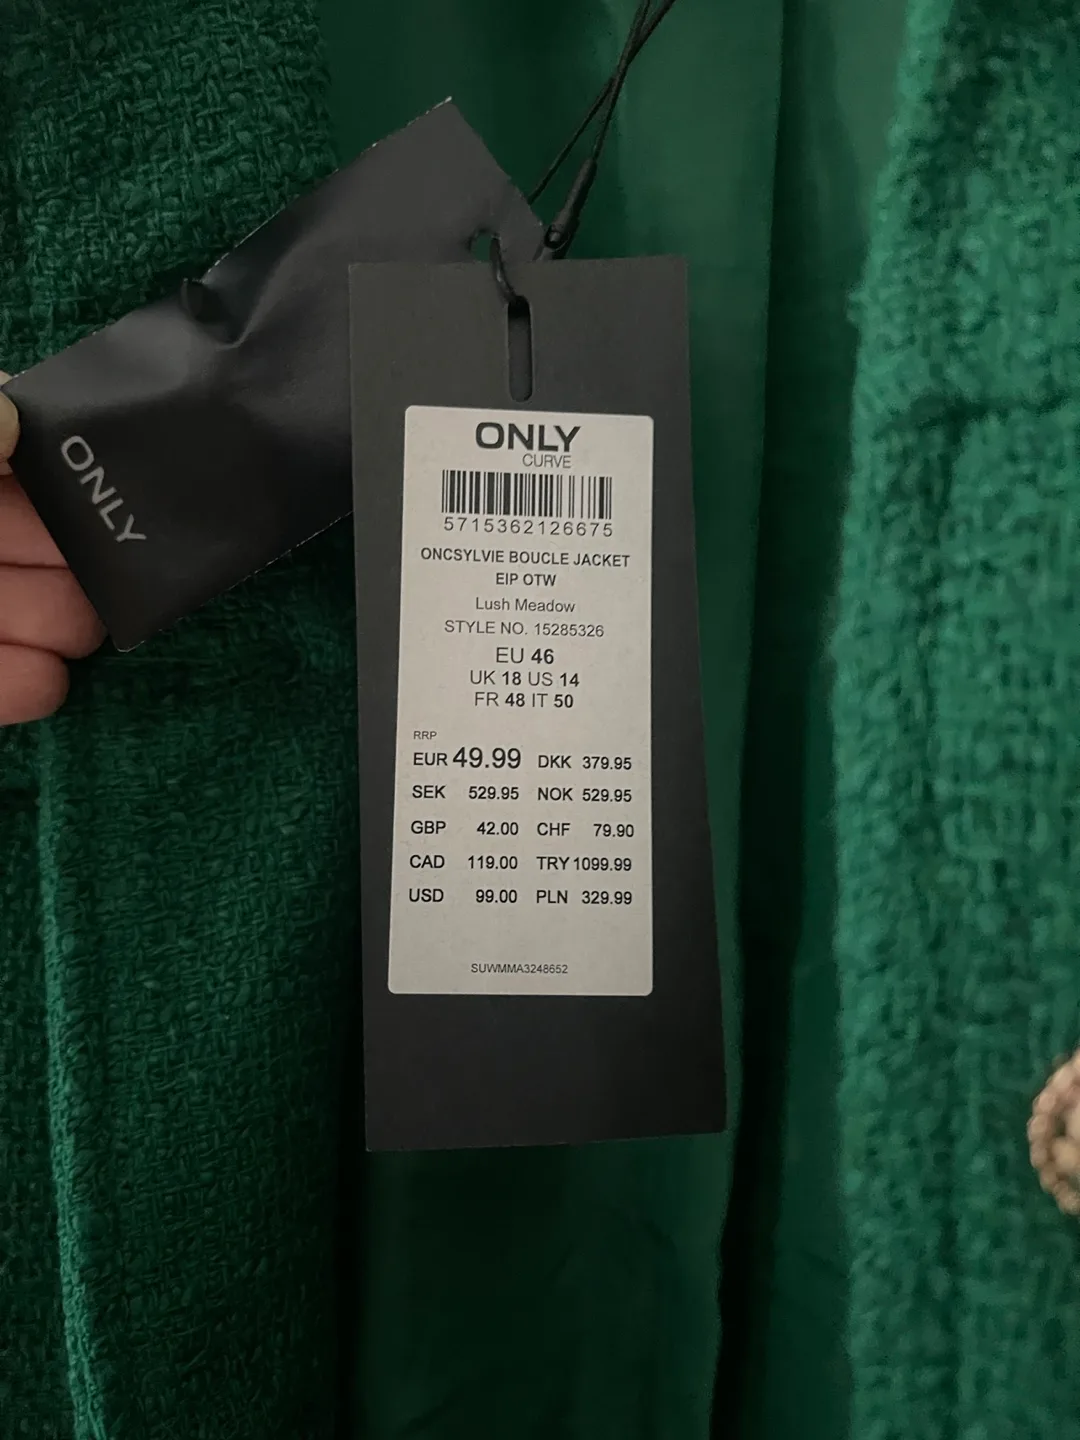 ONLY
ONLY
CURVE
5715362126675
ONCSYLVIE BOUCLE JACKET
EIP OTW
Lush Meadow
STYLE NO. 15285326
EU 46
UK 18 US 14
FR 48 IT 50
RRP
EUR 49.99 DKK 379.95
SEK 529.95 NOK 529.95
GBP 42.00 CHF 79.90
CAD 119.00 TRY 1099.99
USD 99.00 PLN 329.99
SUWMMA3248652